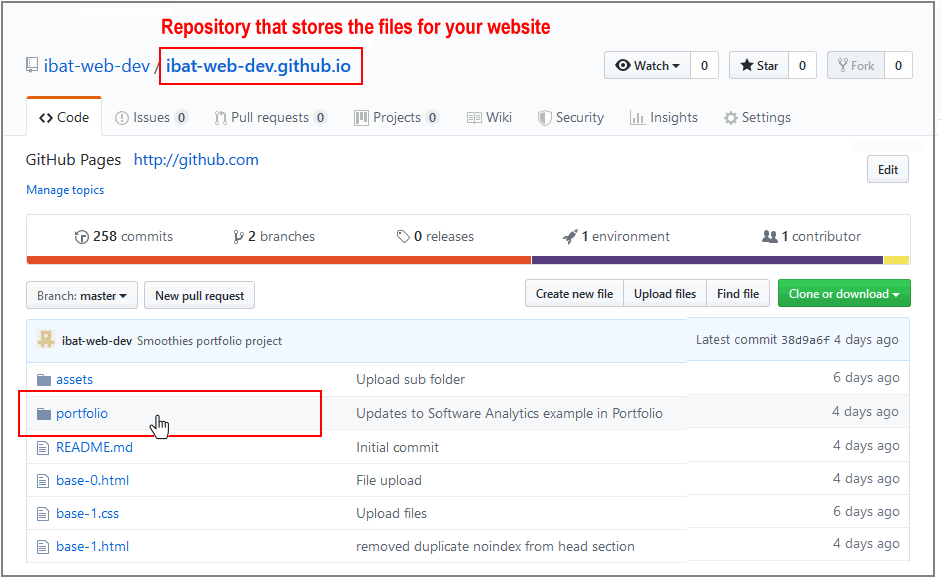 Repository that stores the files for your website
ibat-web-dev / ibat-web-dev.github.io
Watch 0 Star 0 Fork 0
Code Issues 0 Pull requests 0 Projects 0 Wiki Security Insights Settings
GitHub Pages http://github.com
Edit
Manage topics
258 commits 2 branches 0 releases 1 environment 1 contributor
Branch: master New pull request Create new file Upload files Find file Clone or download
ibat-web-dev Smoothies portfolio project Latest commit 38d9a6f 4 days ago
assets Upload sub folder 6 days ago
portfolio Updates to Software Analytics example in Portfolio 4 days ago
README.md Initial commit 4 days ago
base-0.html File upload 4 days ago
base-1.css Upload files 6 days ago
base-1.html removed duplicate noindex from head section 4 days ago